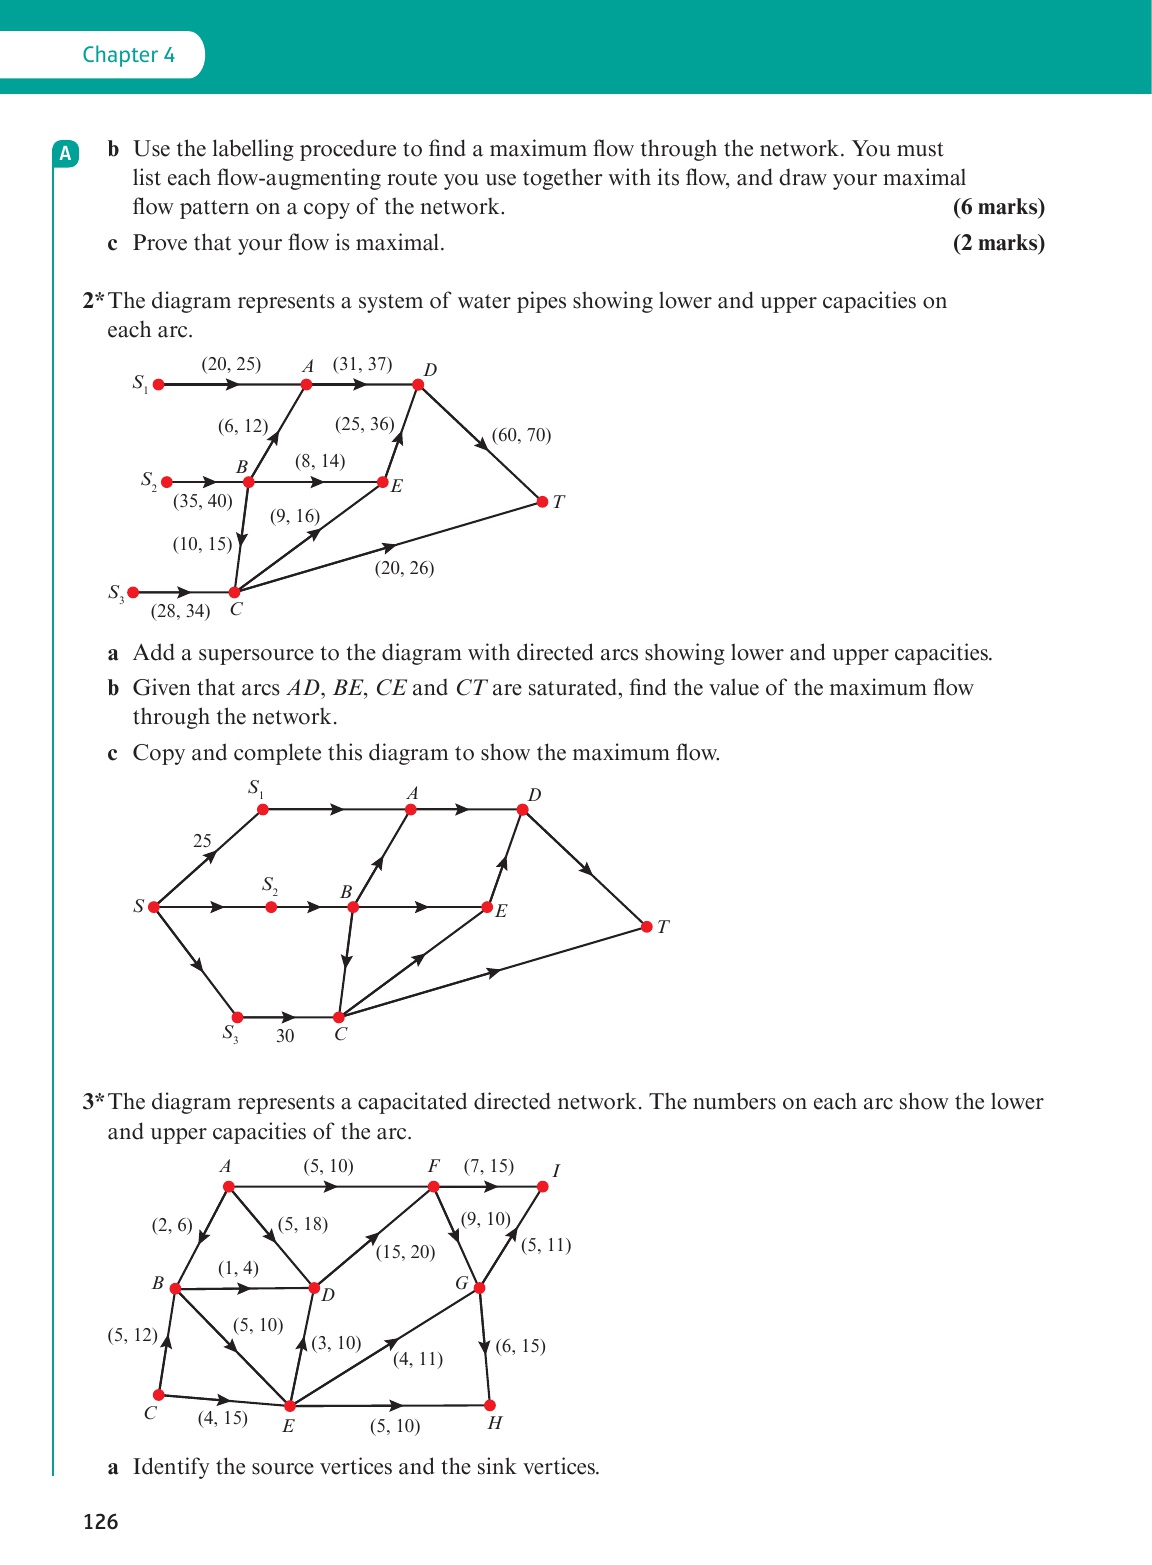 Chapter 4
A
b Use the labelling procedure to find a maximum flow through the network. You must
list each flow-augmenting route you use together with its flow, and draw your maximal
flow pattern on a copy of the network. (6 marks)
c Prove that your flow is maximal. (2 marks)
2* The diagram represents a system of water pipes showing lower and upper capacities on
each arc.
(20, 25) A (31, 37) D
S₁
(6, 12) (25, 36) (60, 70)
B (8, 14)
S₂ E T
(35, 40) (9, 16)
(10, 15)
(20, 26)
S₃ (28, 34) C
a Add a supersource to the diagram with directed arcs showing lower and upper capacities.
b Given that arcs AD, BE, CE and CT are saturated, find the value of the maximum flow
through the network.
c Copy and complete this diagram to show the maximum flow.
S₁ A D
25
S₂ B
S E T
S₃ 30 C
3* The diagram represents a capacitated directed network. The numbers on each arc show the lower
and upper capacities of the arc.
A (5, 10) F (7, 15) I
(2, 6) (5, 18) (9, 10)
(15, 20) (5, 11)
B (1, 4) D G
(5, 12) (5, 10) (3, 10) (4, 11) (6, 15)
C (4, 15) E (5, 10) H
a Identify the source vertices and the sink vertices.
126